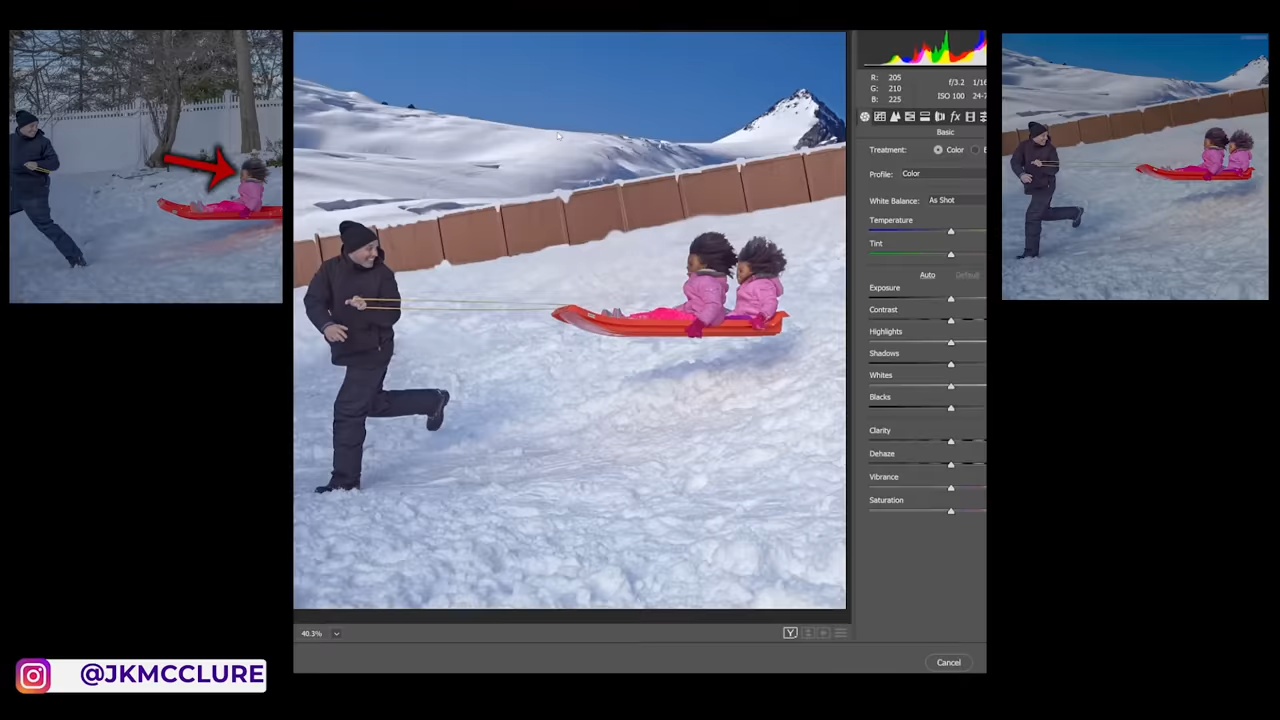 R: 205
G: 210
B: 225
f/3.2
ISO 100
fx
Basic
Treatment: Color
Profile: Color
White Balance: As Shot
Temperature
Tint
Auto Default
Exposure
Contrast
Highlights
Shadows
Whites
Blacks
Clarity
Dehaze
Vibrance
Saturation
40.3%
Y
Cancel
@JKMCCLURE